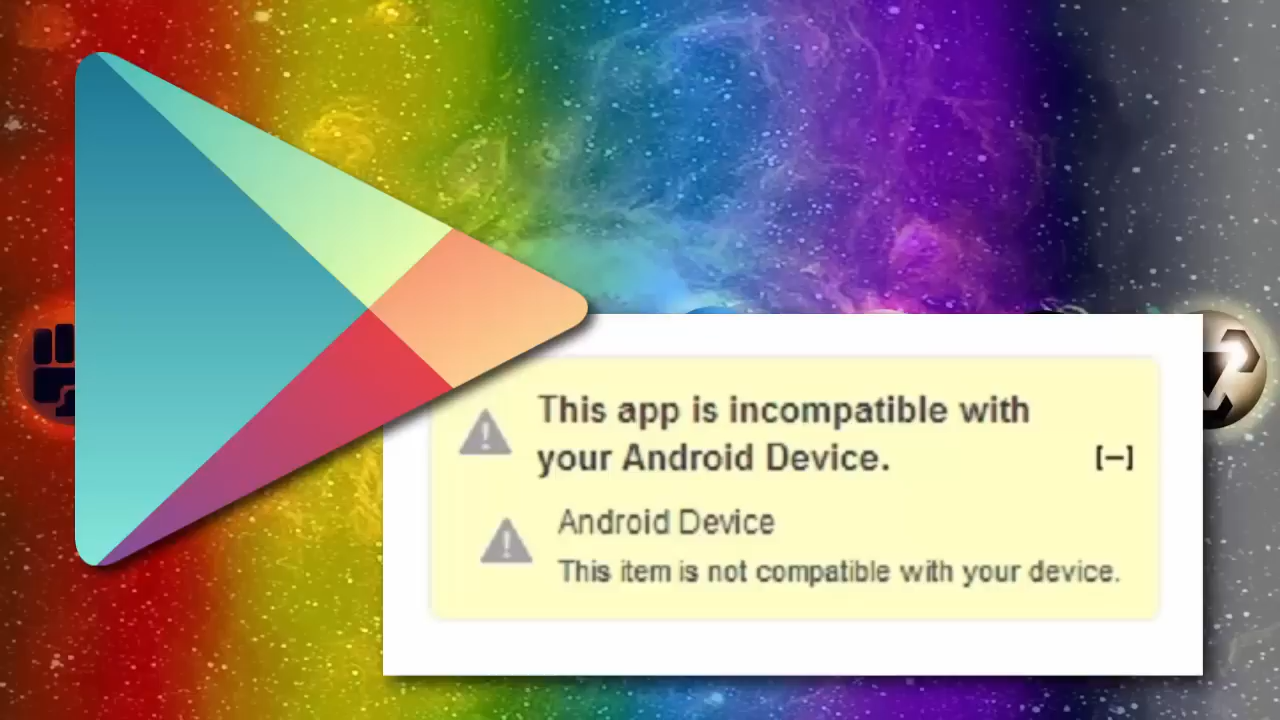 This app is incompatible with
your Android Device.
[−]
Android Device
This item is not compatible with your device.